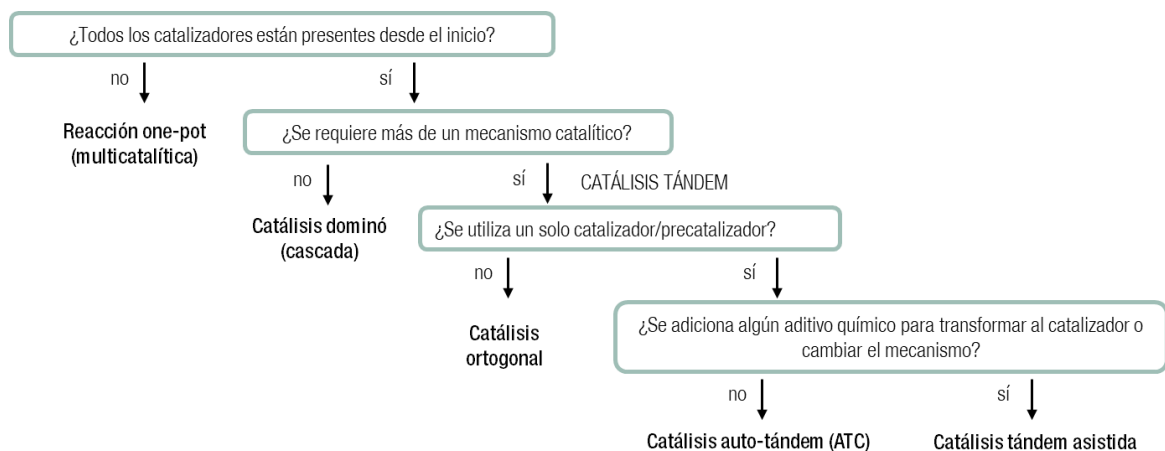 ¿Todos los catalizadores están presentes desde el inicio?
no
sí
Reacción one-pot
(multicatalítica)
¿Se requiere más de un mecanismo catalítico?
no
sí
CATÁLISIS TÁNDEM
Catálisis dominó
(cascada)
¿Se utiliza un solo catalizador/precatalizador?
no
sí
Catálisis
ortogonal
¿Se adiciona algún aditivo químico para transformar al catalizador o
cambiar el mecanismo?
no
sí
Catálisis auto-tándem (ATC)
Catálisis tándem asistida